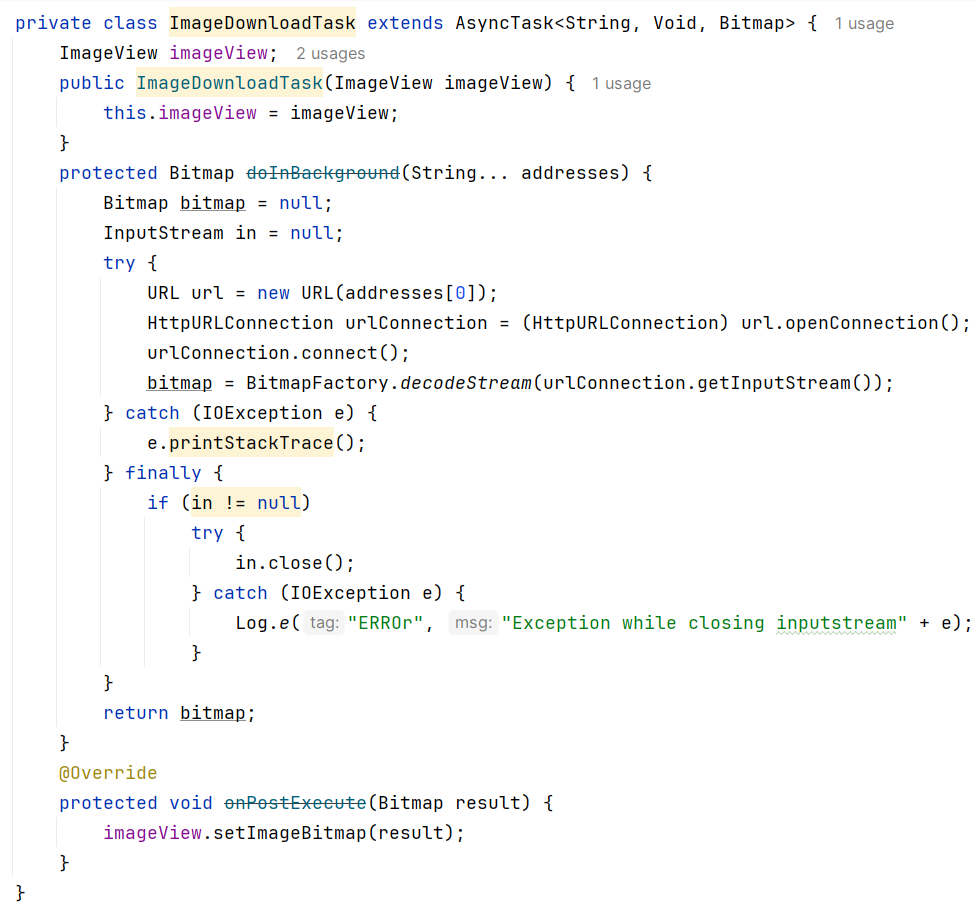 private class ImageDownloadTask extends AsyncTask<String, Void, Bitmap> { 1 usage
ImageView imageView; 2 usages
public ImageDownloadTask(ImageView imageView) { 1 usage
this.imageView = imageView;
}
protected Bitmap doInBackground(String... addresses) {
Bitmap bitmap = null;
InputStream in = null;
try {
URL url = new URL(addresses[0]);
HttpURLConnection urlConnection = (HttpURLConnection) url.openConnection();
urlConnection.connect();
bitmap = BitmapFactory.decodeStream(urlConnection.getInputStream());
} catch (IOException e) {
e.printStackTrace();
} finally {
if (in != null)
try {
in.close();
} catch (IOException e) {
Log.e( tag: "ERROr", msg: "Exception while closing inputstream" + e);
}
}
return bitmap;
}
@Override
protected void onPostExecute(Bitmap result) {
imageView.setImageBitmap(result);
}
}